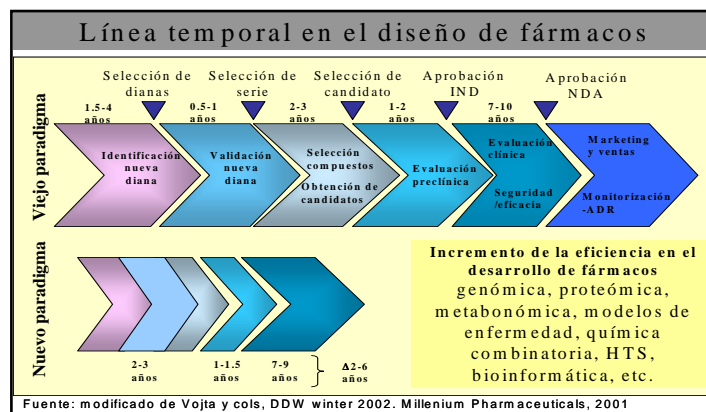 Línea temporal en el diseño de fármacos
Selección de dianas
Selección de serie
Selección de candidato
Aprobación IND
Aprobación NDA
1.5-4 años
0.5-1 años
2-3 años
1-2 años
7-10 años
Viejo paradigma
Identificación nueva diana
Validación nueva diana
Selección compuestos
Obtención de candidatos
Evaluación preclínica
Evaluación clínica
Seguridad /eficacia
Marketing y ventas
Monitorización -ADR
Nuevo paradigma
2-3 años
1-1.5 años
7-9 años
Δ2-6 años
Incremento de la eficiencia en el
desarrollo de fármacos
genómica, proteómica,
metabonómica, modelos de
enfermedad, química
combinatoria, HTS,
bioinformática, etc.
Fuente: modificado de Vojta y cols, DDW winter 2002. Millenium Pharmaceuticals, 2001